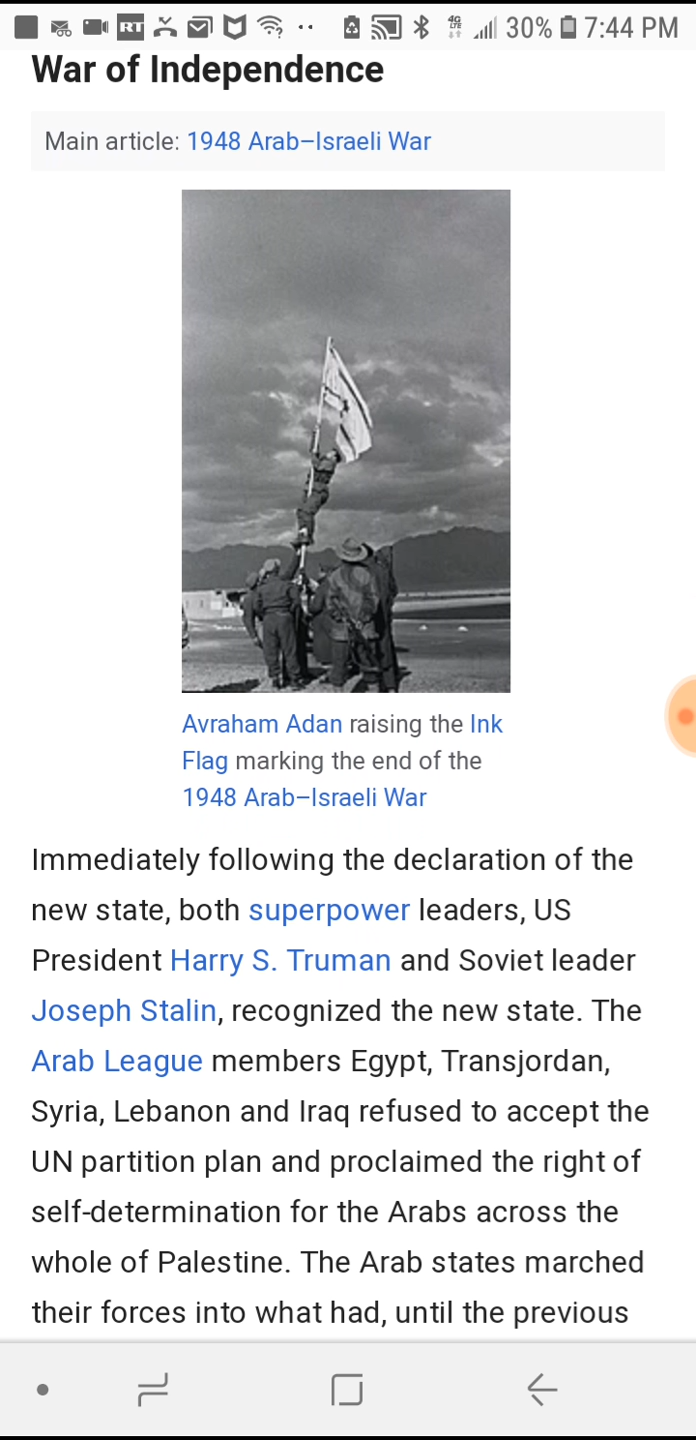 RT
4G
LTE
30%
7:44 PM
War of Independence
Main article: 1948 Arab–Israeli War
Avraham Adan raising the Ink
Flag marking the end of the
1948 Arab–Israeli War
Immediately following the declaration of the
new state, both superpower leaders, US
President Harry S. Truman and Soviet leader
Joseph Stalin, recognized the new state. The
Arab League members Egypt, Transjordan,
Syria, Lebanon and Iraq refused to accept the
UN partition plan and proclaimed the right of
self-determination for the Arabs across the
whole of Palestine. The Arab states marched
their forces into what had, until the previous